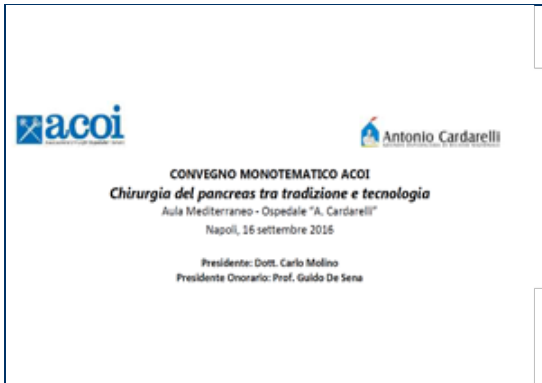 acoi
Antonio Cardarelli
CONVEGNO MONOTEMATICO ACOI
Chirurgia del pancreas tra tradizione e tecnologia
Aula Mediterraneo - Ospedale "A. Cardarelli"
Napoli, 16 settembre 2016
Presidente: Dott. Carlo Molino
Presidente Onorario: Prof. Guido De Sena